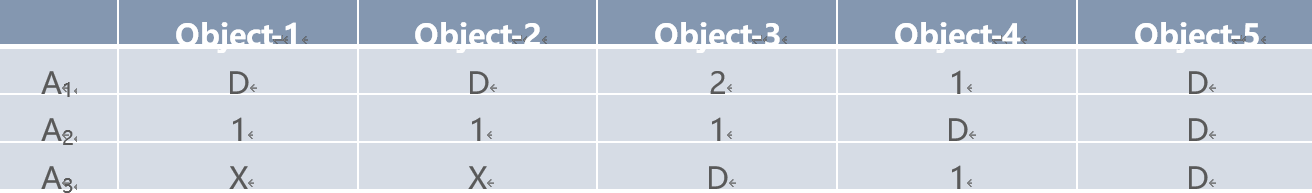 Object-1 Object-2 Object-3 Object-4 Object-5
A1 D D 2 1 D
A2 1 1 1 D D
A3 X X D 1 D